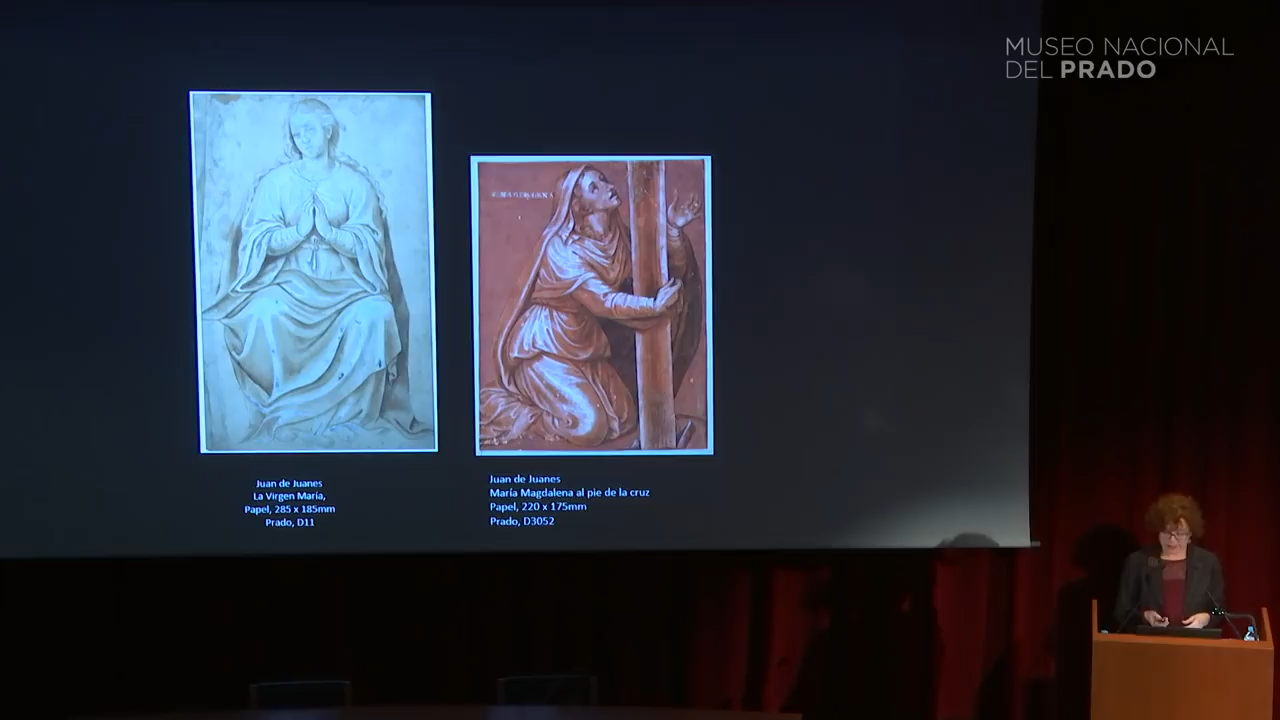 MUSEO NACIONAL
DEL PRADO
Juan de Juanes
La Virgen María,
Papel, 285 x 185mm
Prado, D11
Juan de Juanes
María Magdalena al pie de la cruz
Papel, 220 x 175mm
Prado, D3052